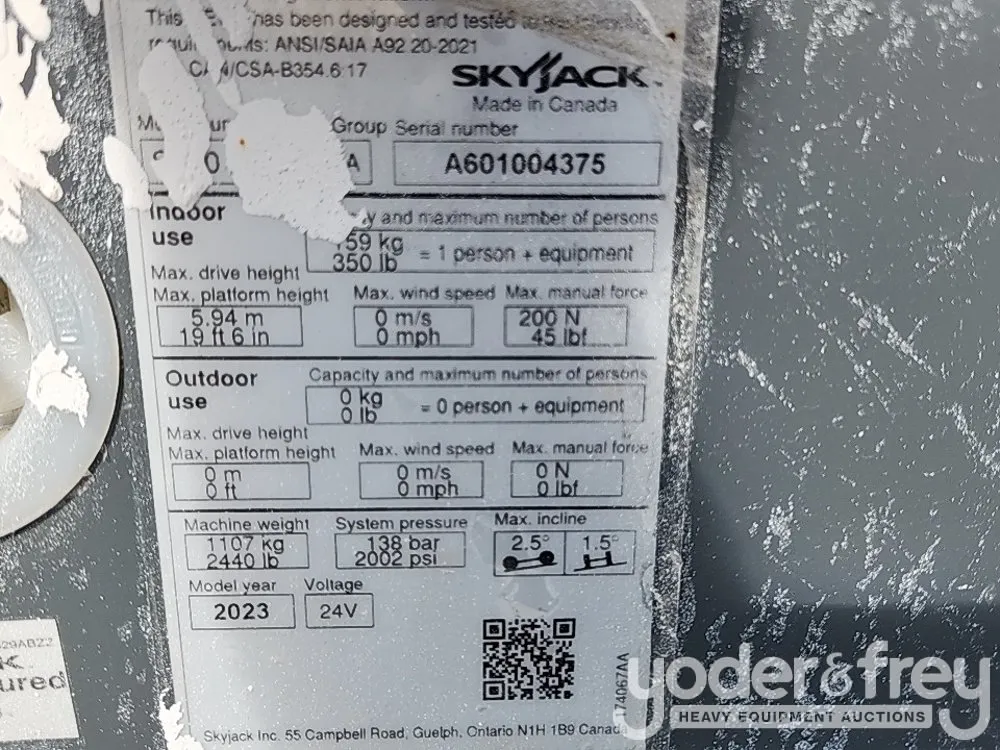 This has been designed and tested
ANSI/SAIA A92 20-2021
/CSA-B354.6:17
SKYJACK
Made in Canada
Group Serial number
A A601004375
Indoor
use
and maximum number of persons
159 kg
350 lb = 1 person + equipment
Max. drive height
Max. platform height Max. wind speed Max. manual force
5.94 m 0 m/s 200 N
19 ft 6 in 0 mph 45 lbf
Outdoor
use
Capacity and maximum number of persons
0 kg
0 lb = 0 person + equipment
Max. drive height
Max. platform height Max. wind speed Max. manual force
0 m 0 m/s 0 N
0 ft 0 mph 0 lbf
Machine weight System pressure Max. incline
1107 kg 138 bar 2.5° 1.5°
2440 lb 2002 psi
Model year Voltage
2023 24V
174067AA
Skyjack Inc. 55 Campbell Road, Guelph, Ontario N1H 1B9 Canada
29ABZ2
K
ured
yoder&frey
HEAVY EQUIPMENT AUCTIONS